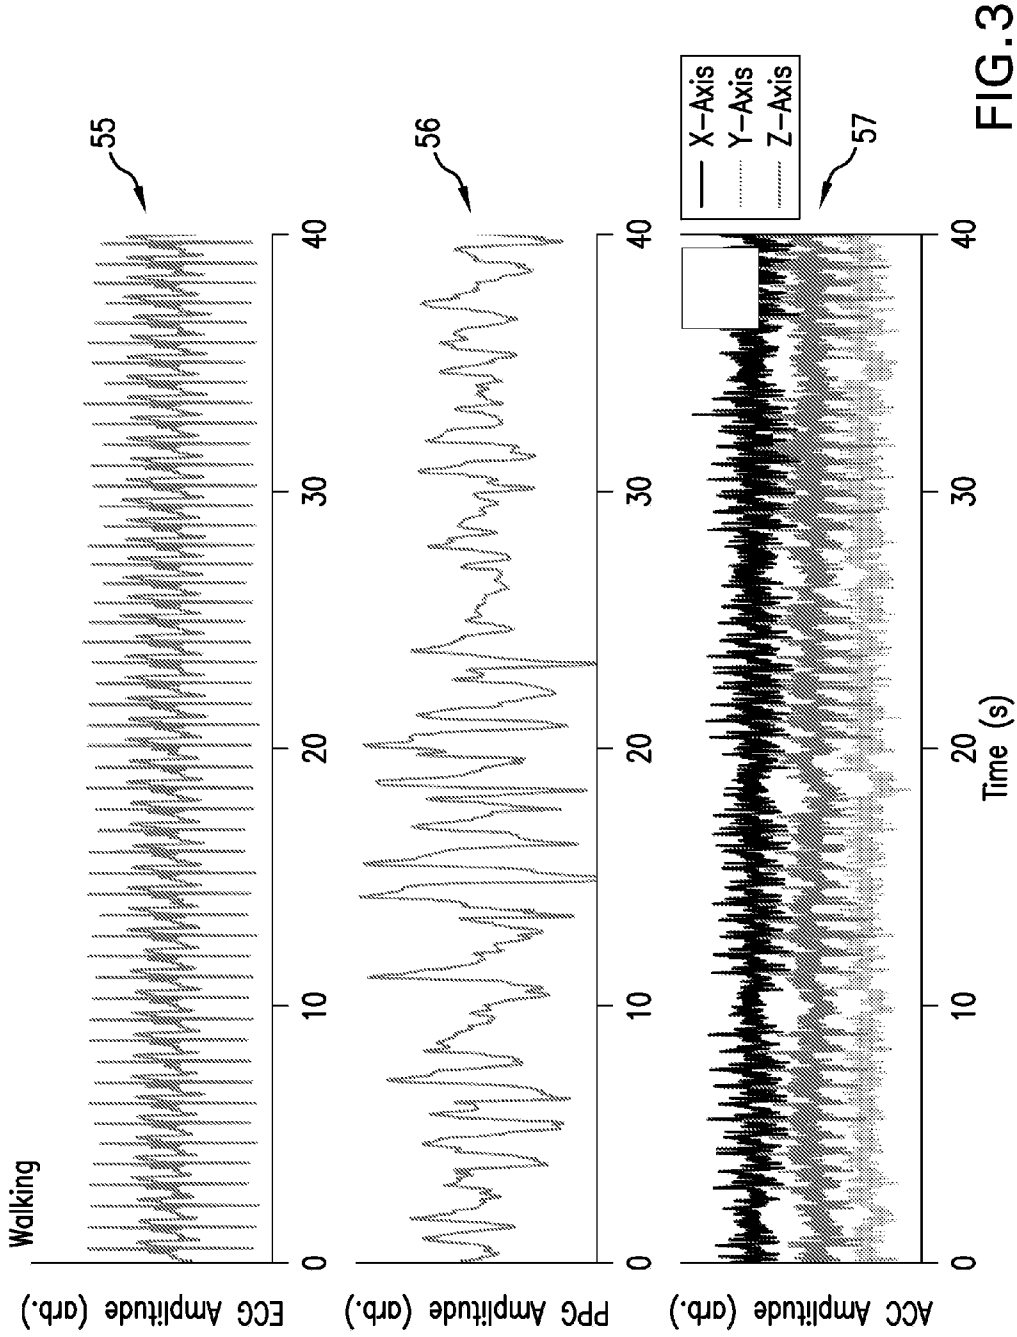 Walking
ECG Amplitude (arb.)
0 10 20 30 40
55
PPG Amplitude (arb.)
0 10 20 30 40
56
ACC Amplitude (arb.)
0 10 20 30 40
Time (s)
X-Axis
Y-Axis
Z-Axis
57
FIG.3